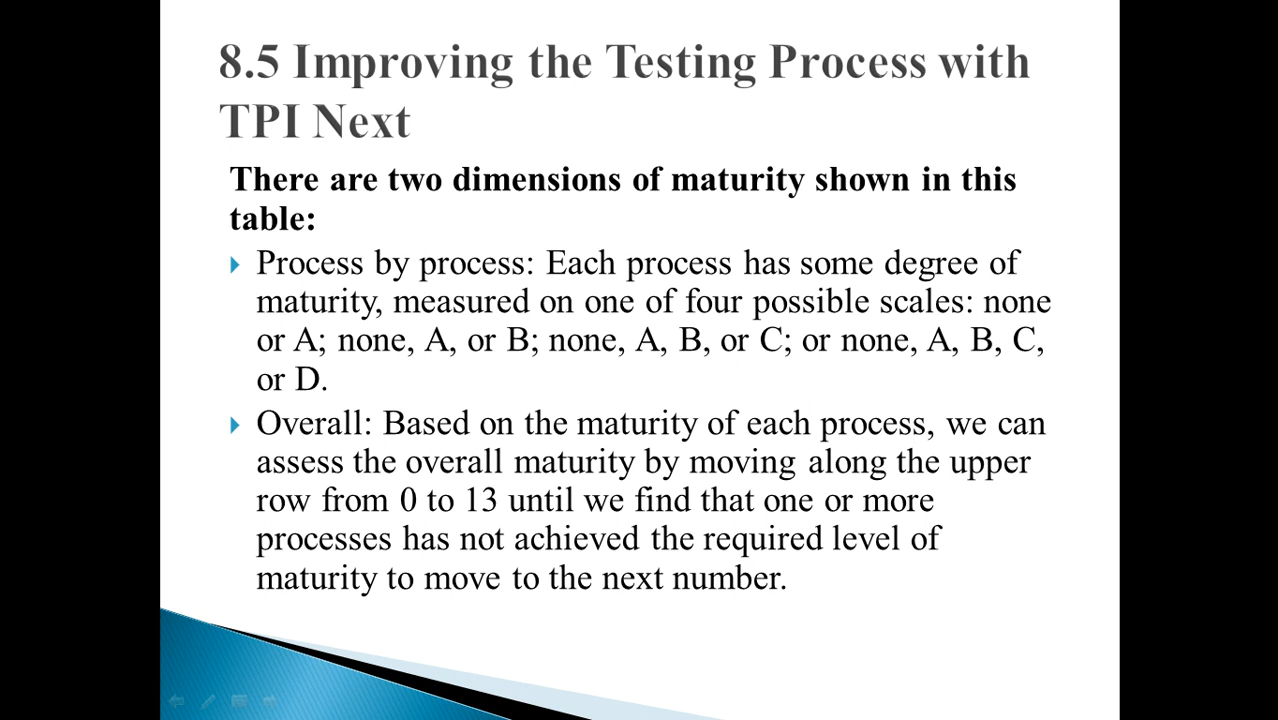 8.5 Improving the Testing Process with
TPI Next
There are two dimensions of maturity shown in this
table:
Process by process: Each process has some degree of
maturity, measured on one of four possible scales: none
or A; none, A, or B; none, A, B, or C; or none, A, B, C,
or D.
Overall: Based on the maturity of each process, we can
assess the overall maturity by moving along the upper
row from 0 to 13 until we find that one or more
processes has not achieved the required level of
maturity to move to the next number.